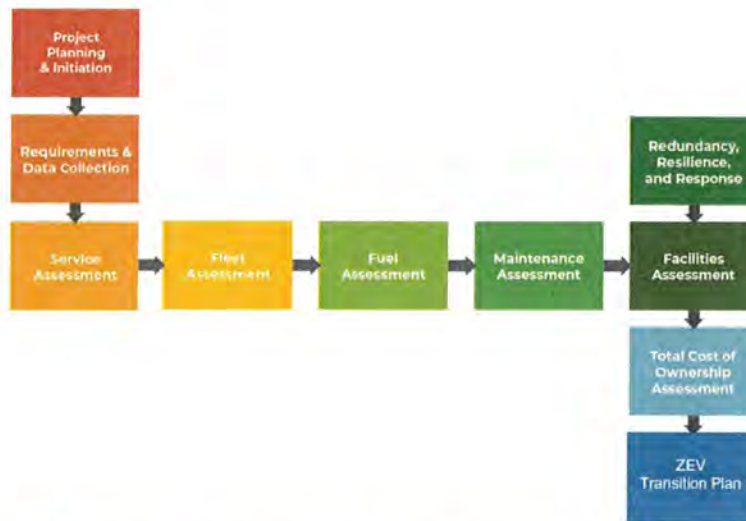 Project
Planning
& Initiation
Requirements &
Data Collection
Redundancy,
Resilience,
and Response
Service
Assessment
Fleet
Assessment
Fuel
Assessment
Maintenance
Assessment
Facilities
Assessment
Total Cost of
Ownership
Assessment
ZEV
Transition Plan